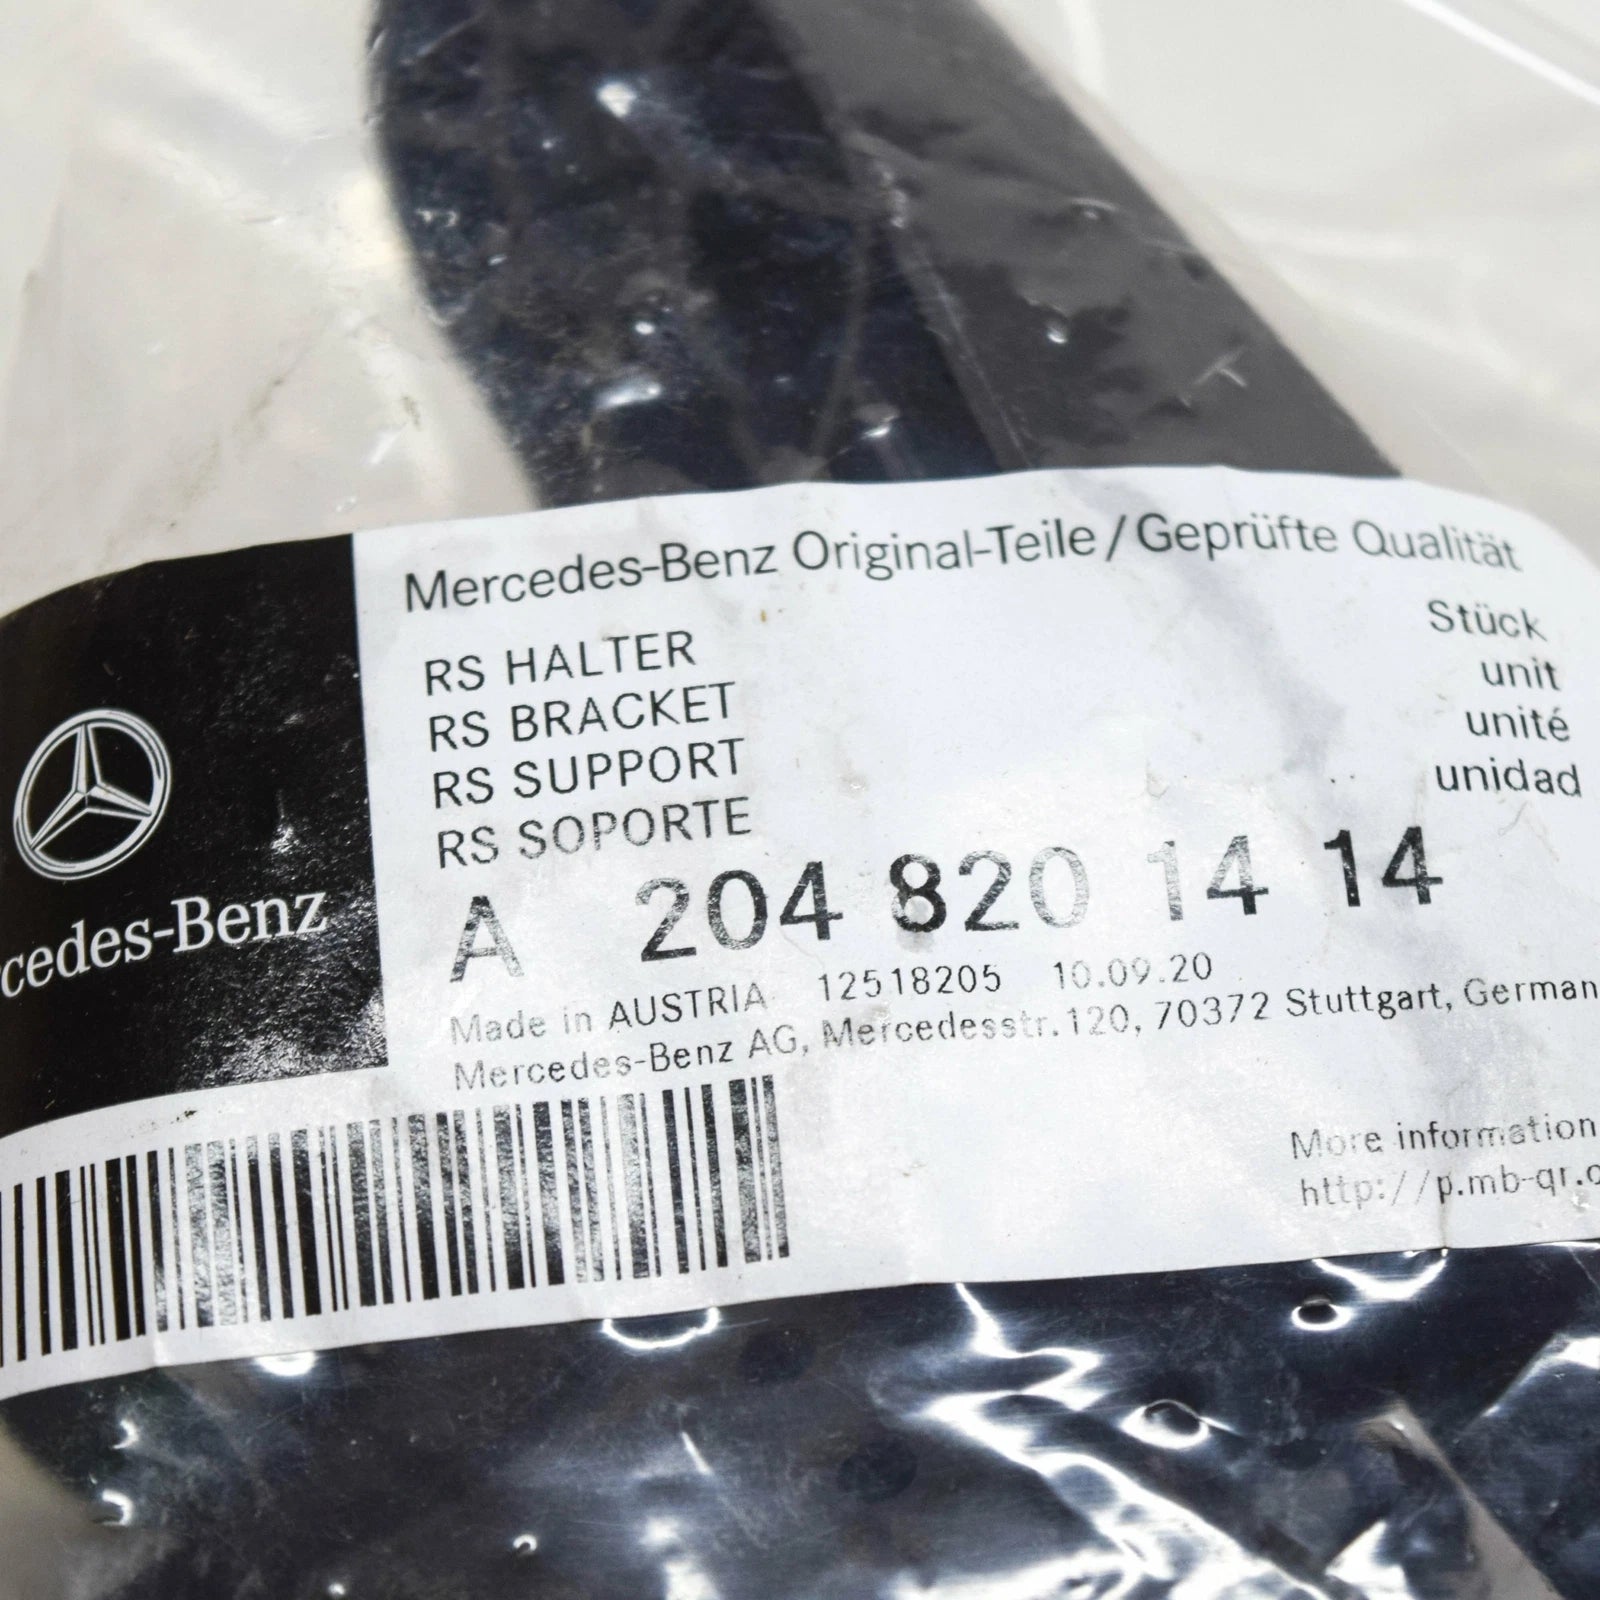 Mercedes-Benz Original-Teile/Geprüfte Qualität
RS HALTER
RS BRACKET
RS SUPPORT
RS SOPORTE
Stück
unit
unité
unidad
cedes-Benz
A 204 820 14 14
Made in AUSTRIA 12518205 10.09.20
Mercedes-Benz AG, Mercedesstr.120, 70372 Stuttgart, German
More information
http://p.mb-qr.c